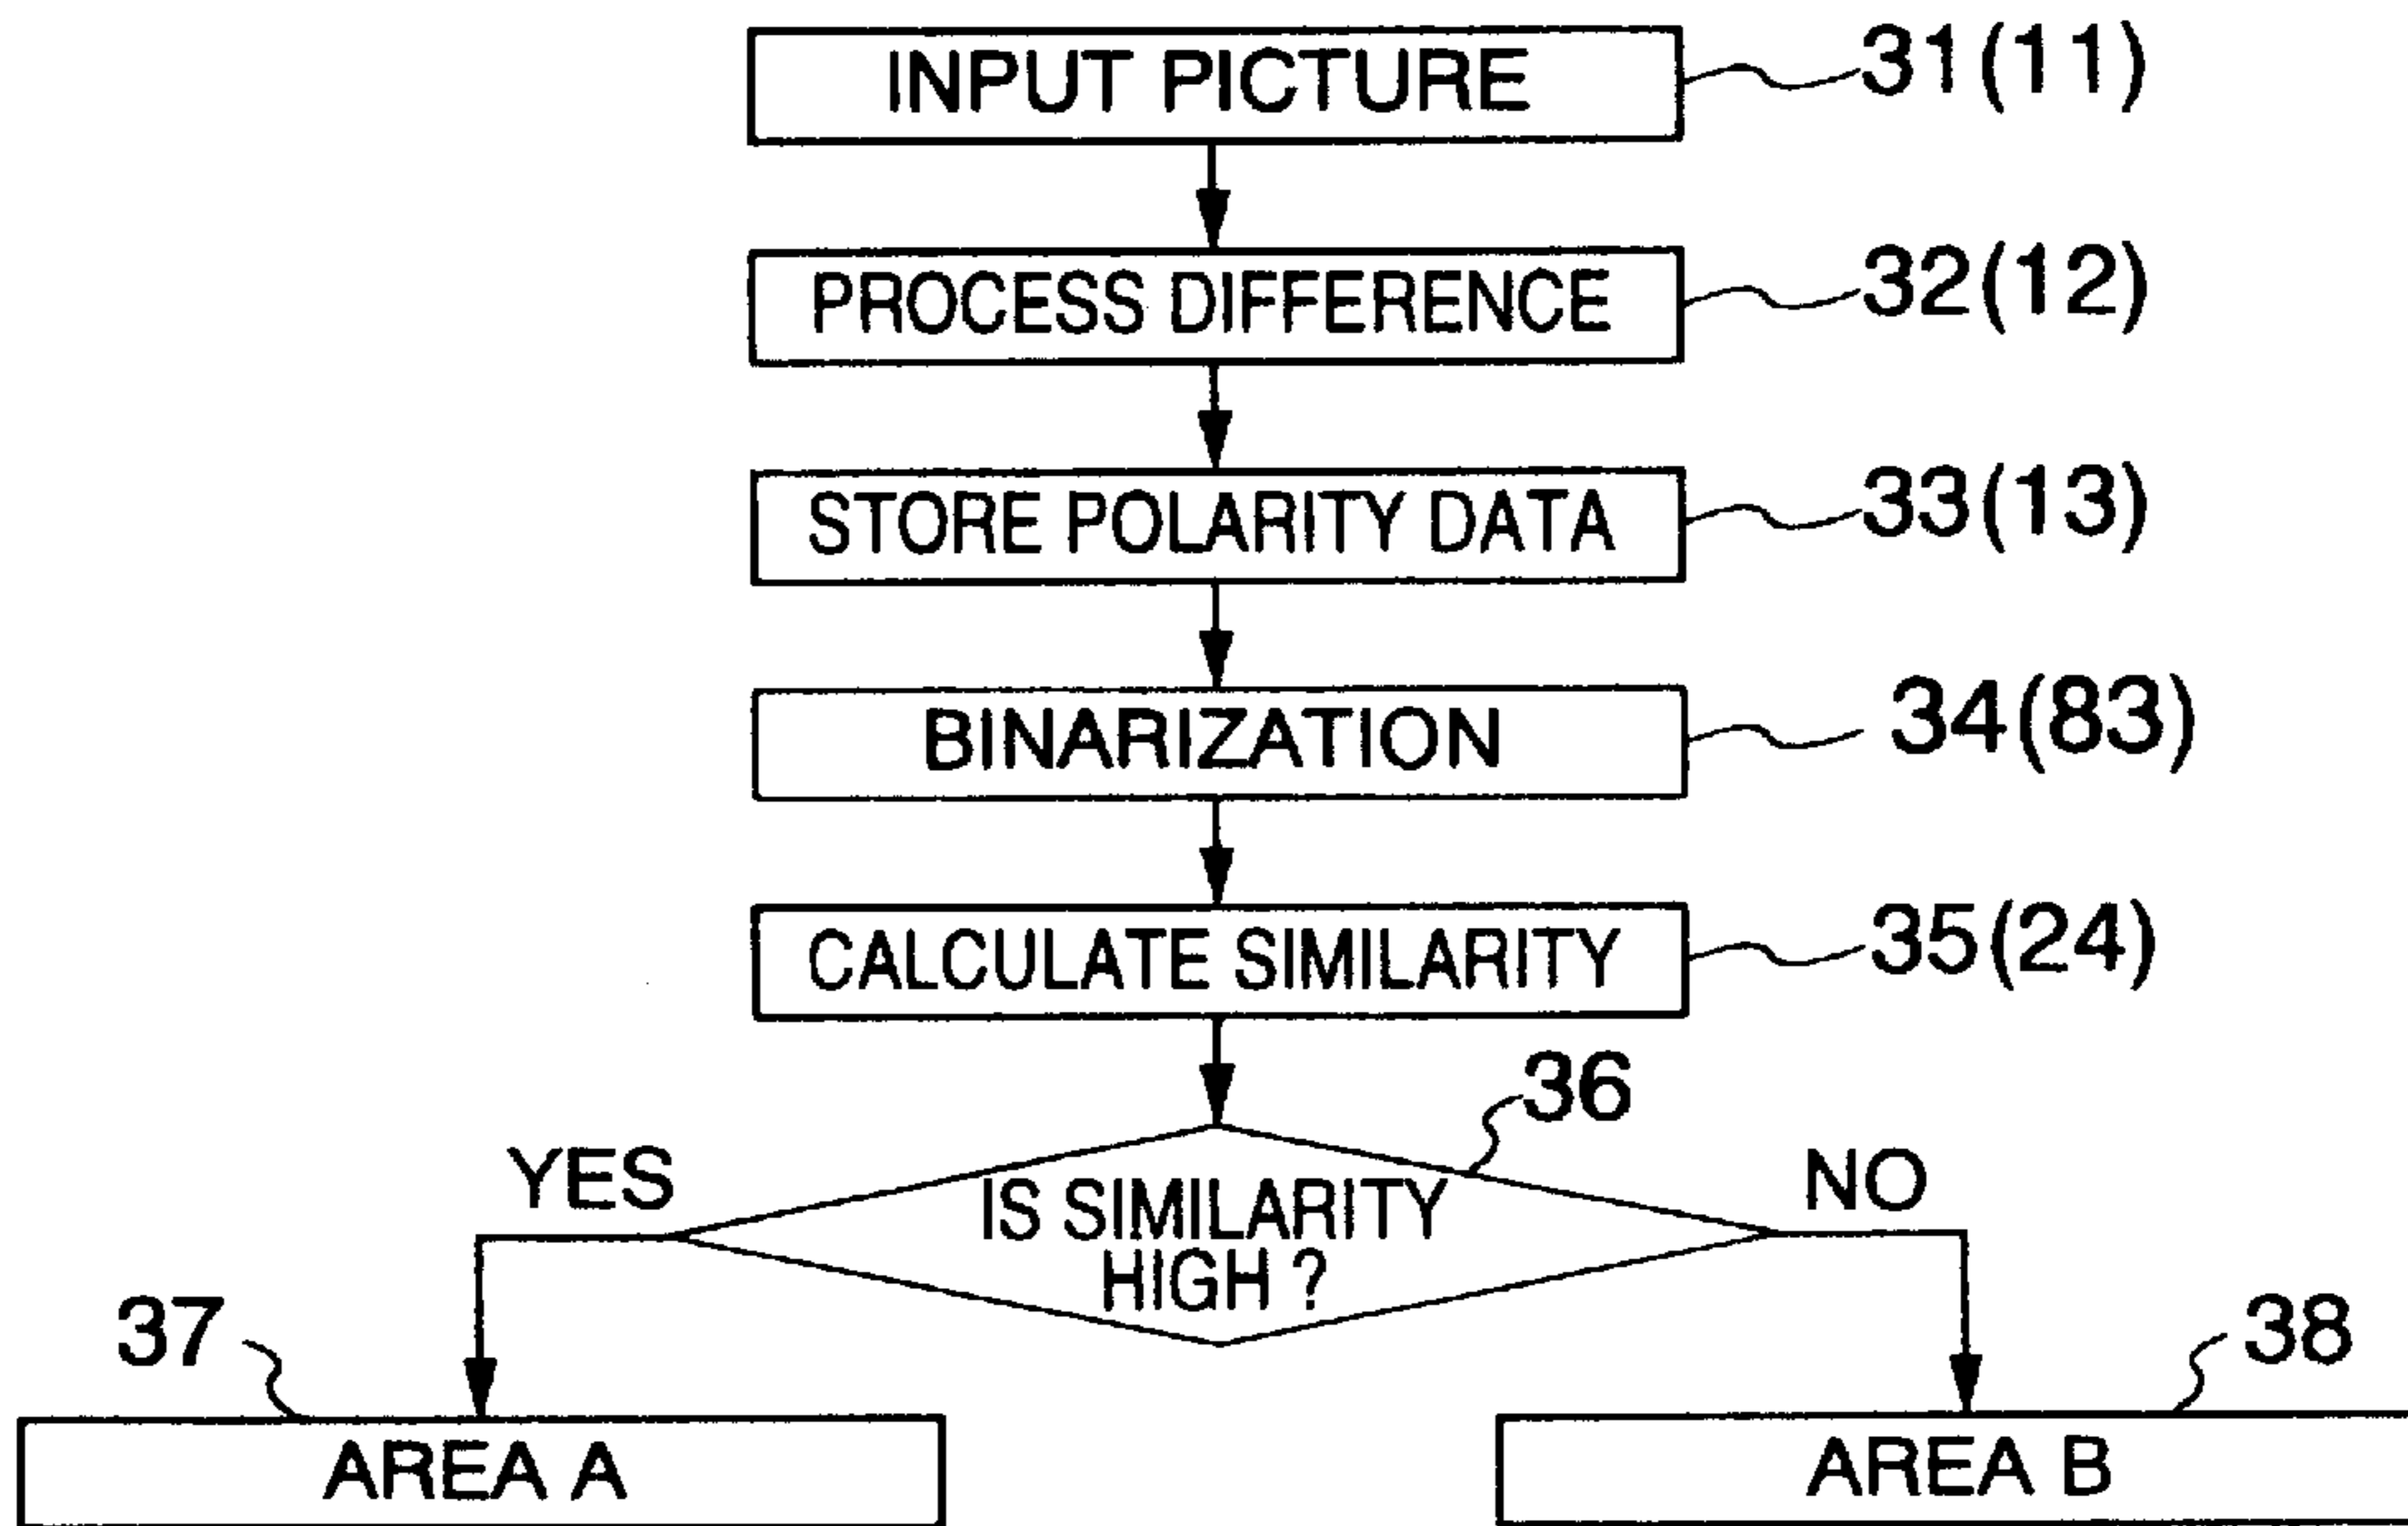 INPUT PICTURE
31(11)
PROCESS DIFFERENCE
32(12)
STORE POLARITY DATA
33(13)
BINARIZATION
34(83)
CALCULATE SIMILARITY
35(24)
36
YES
IS SIMILARITY
HIGH ?
NO
37
38
AREA A
AREA B